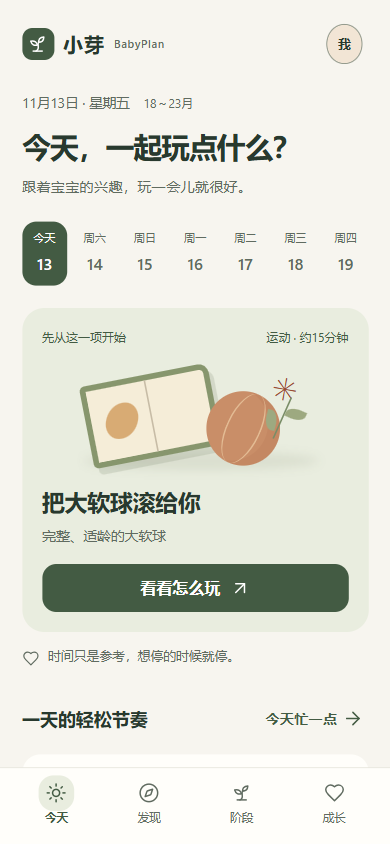 小芽 BabyPlan
我
11月13日 · 星期五 18～23月
今天，一起玩点什么？
跟着宝宝的兴趣，玩一会儿就很好。
今天 周六 周日 周一 周二 周三 周四
13 14 15 16 17 18 19
先从这一项开始 运动 · 约15分钟
把大软球滚给你
完整、适龄的大软球
看看怎么玩
时间只是参考，想停的时候就停。
一天的轻松节奏 今天忙一点
今天 发现 阶段 成长